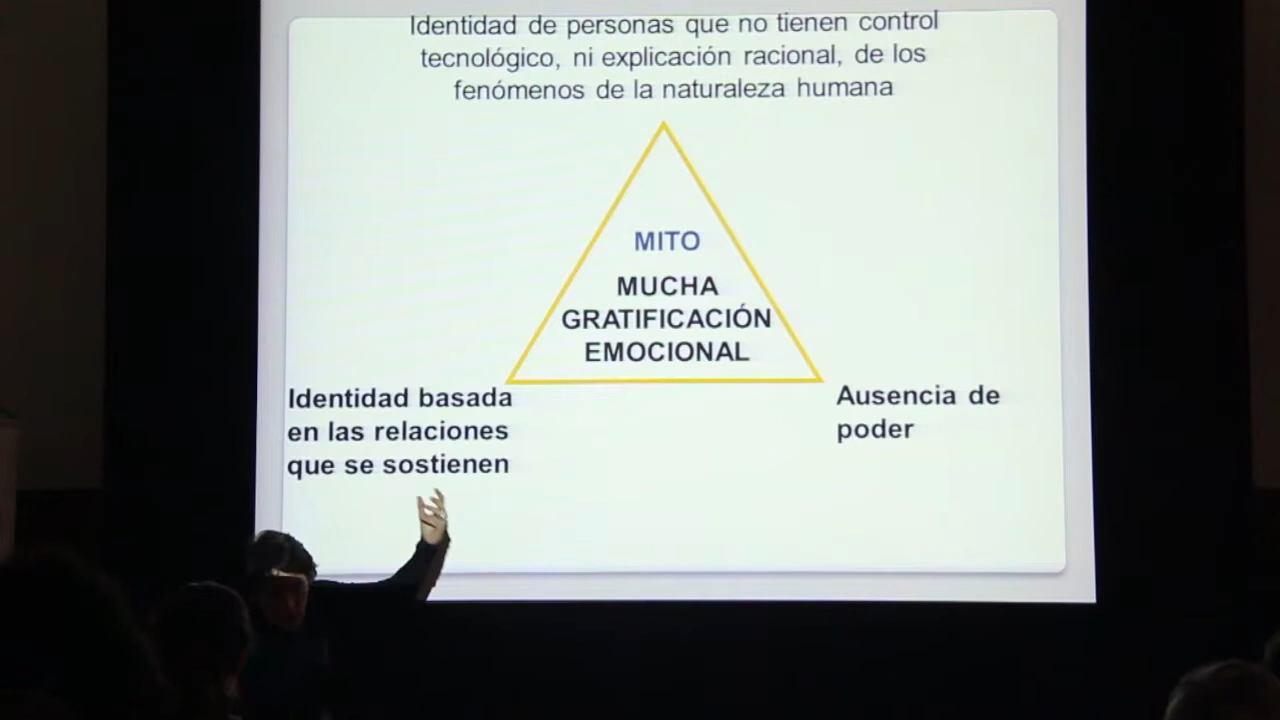 Identidad de personas que no tienen control
tecnológico, ni explicación racional, de los
fenómenos de la naturaleza humana
MITO
MUCHA
GRATIFICACIÓN
EMOCIONAL
Identidad basada
en las relaciones
que se sostienen
Ausencia de
poder